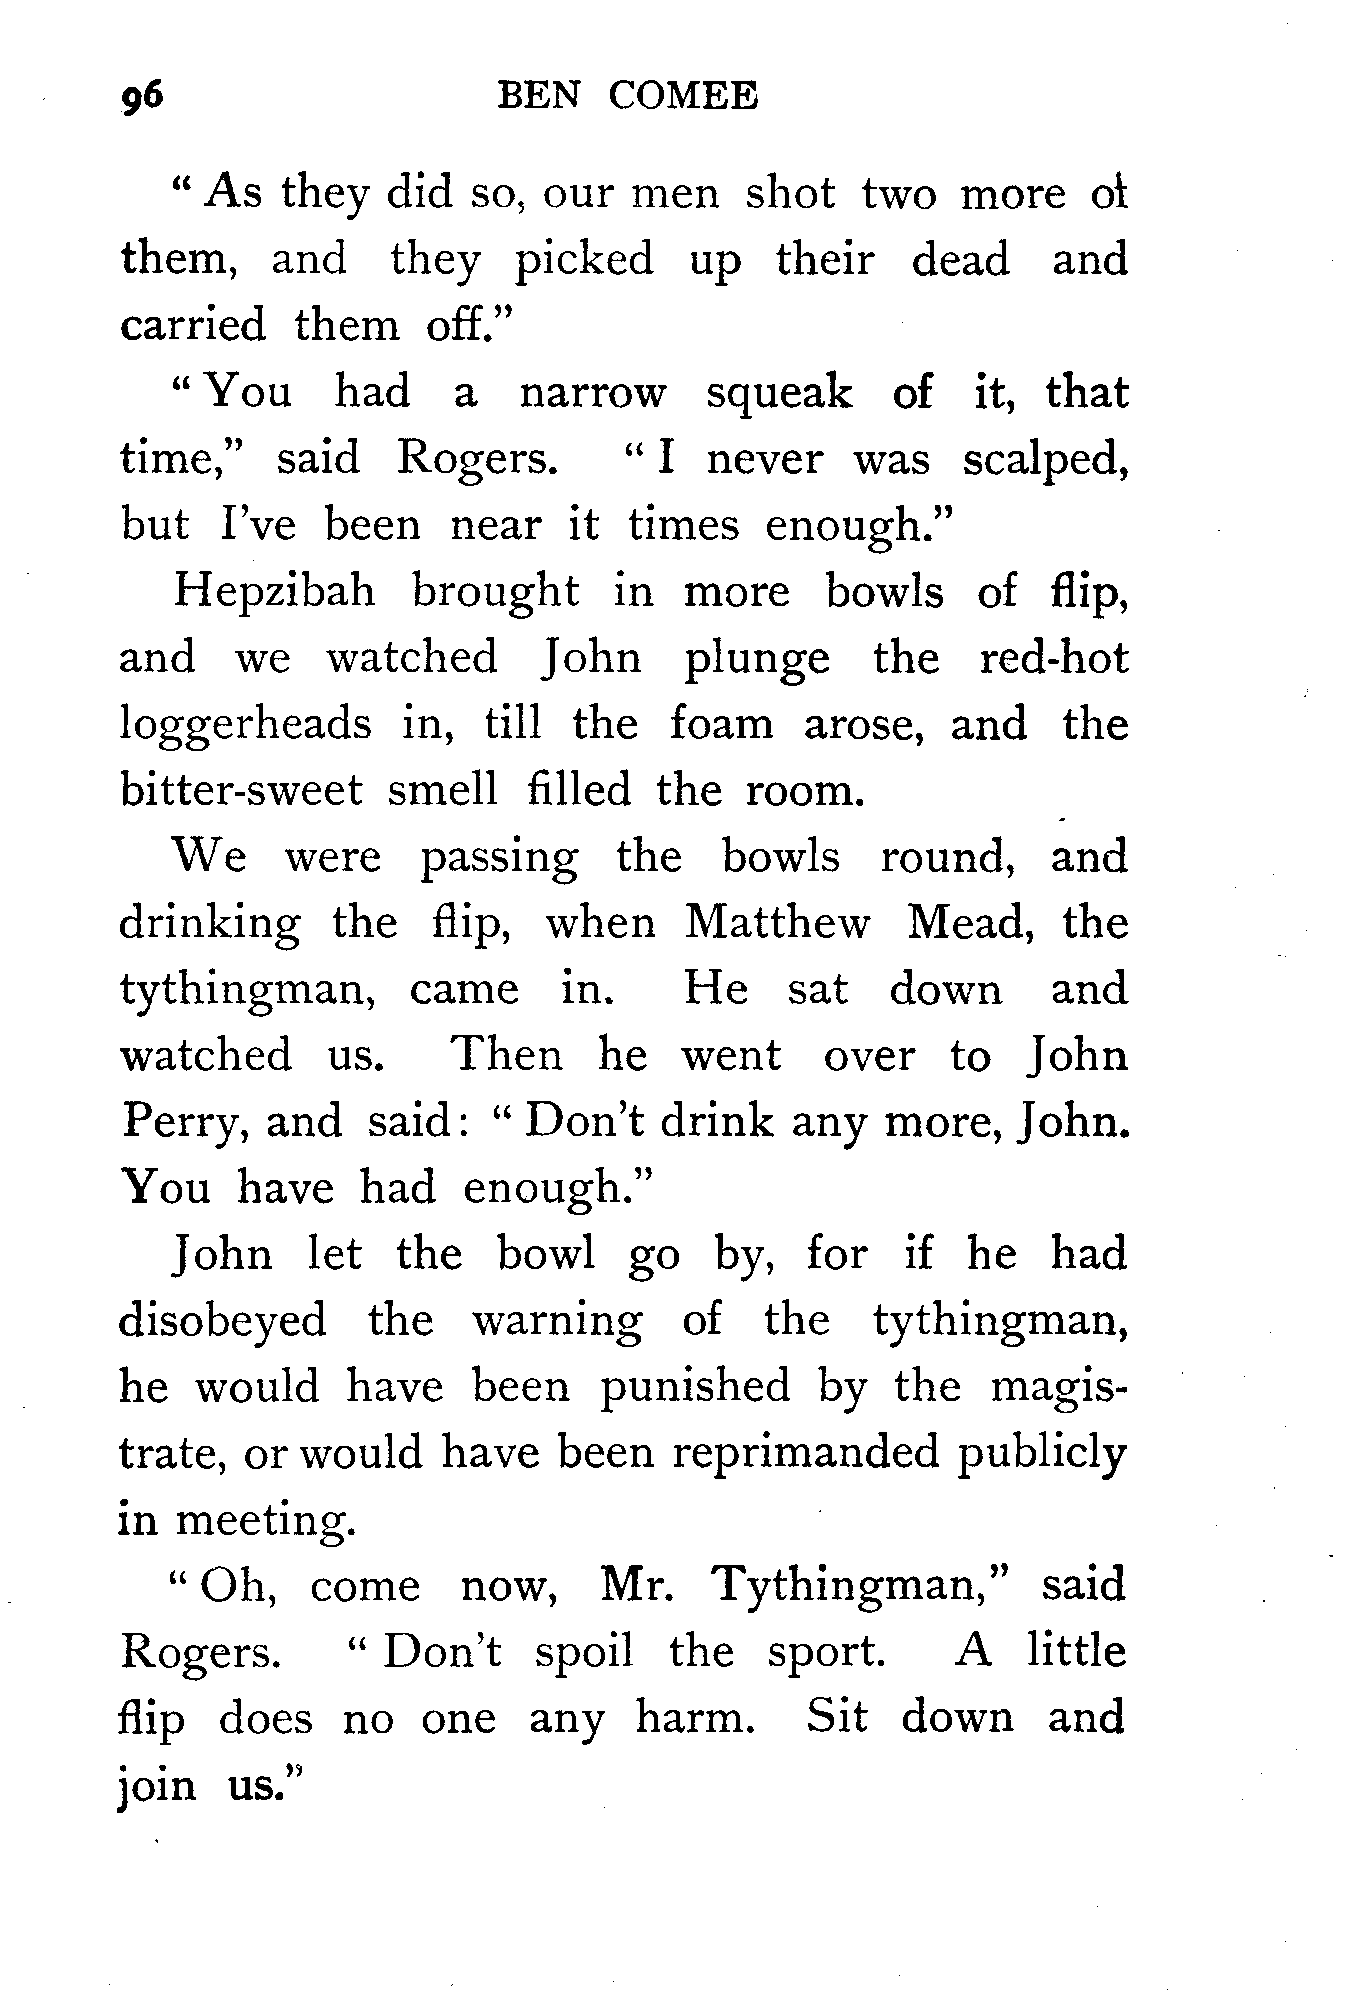 96 BEN COMEE
“ As they did so, our men shot two more of
them, and they picked up their dead and
carried them off.”
“ You had a narrow squeak of it, that
time,” said Rogers. “ I never was scalped,
but I’ve been near it times enough.”
Hepzibah brought in more bowls of flip,
and we watched John plunge the red-hot
loggerheads in, till the foam arose, and the
bitter-sweet smell filled the room.
We were passing the bowls round, and
drinking the flip, when Matthew Mead, the
tythingman, came in. He sat down and
watched us. Then he went over to John
Perry, and said: “ Don’t drink any more, John.
You have had enough.”
John let the bowl go by, for if he had
disobeyed the warning of the tythingman,
he would have been punished by the magis-
trate, or would have been reprimanded publicly
in meeting.
“ Oh, come now, Mr. Tythingman,” said
Rogers. “ Don’t spoil the sport. A little
flip does no one any harm. Sit down and
join us.”